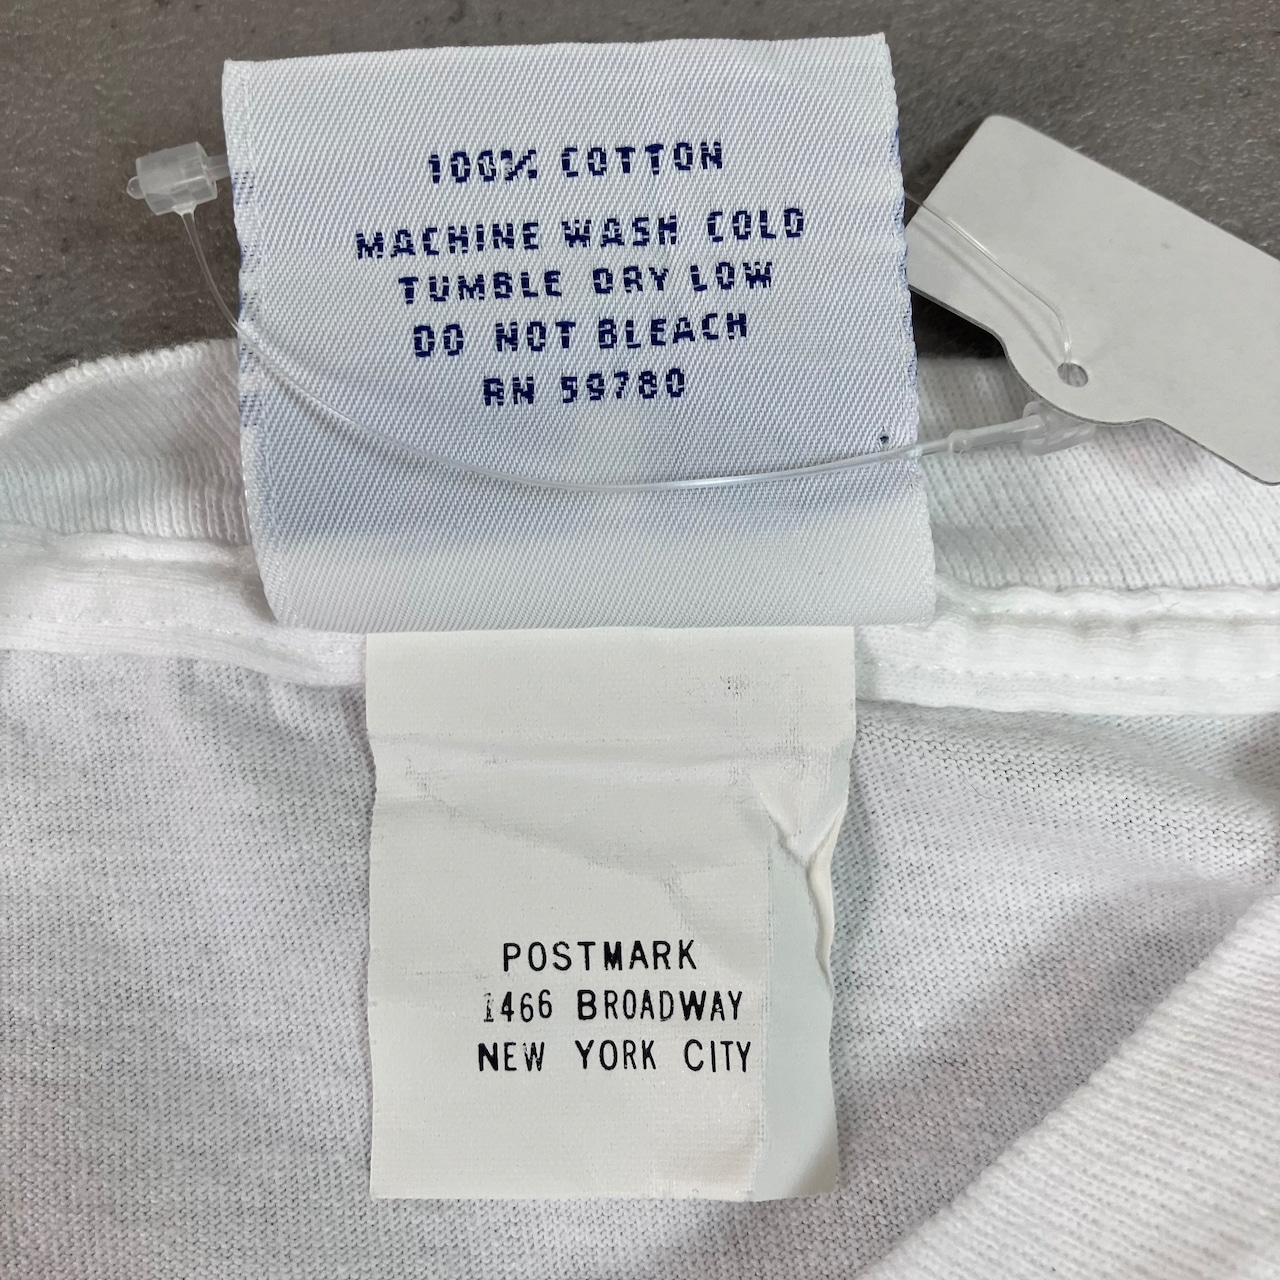 100% COTTON
MACHINE WASH COLD
TUMBLE DRY LOW
DO NOT BLEACH
RN 59780
POSTMARK
1466 BROADWAY
NEW YORK CITY